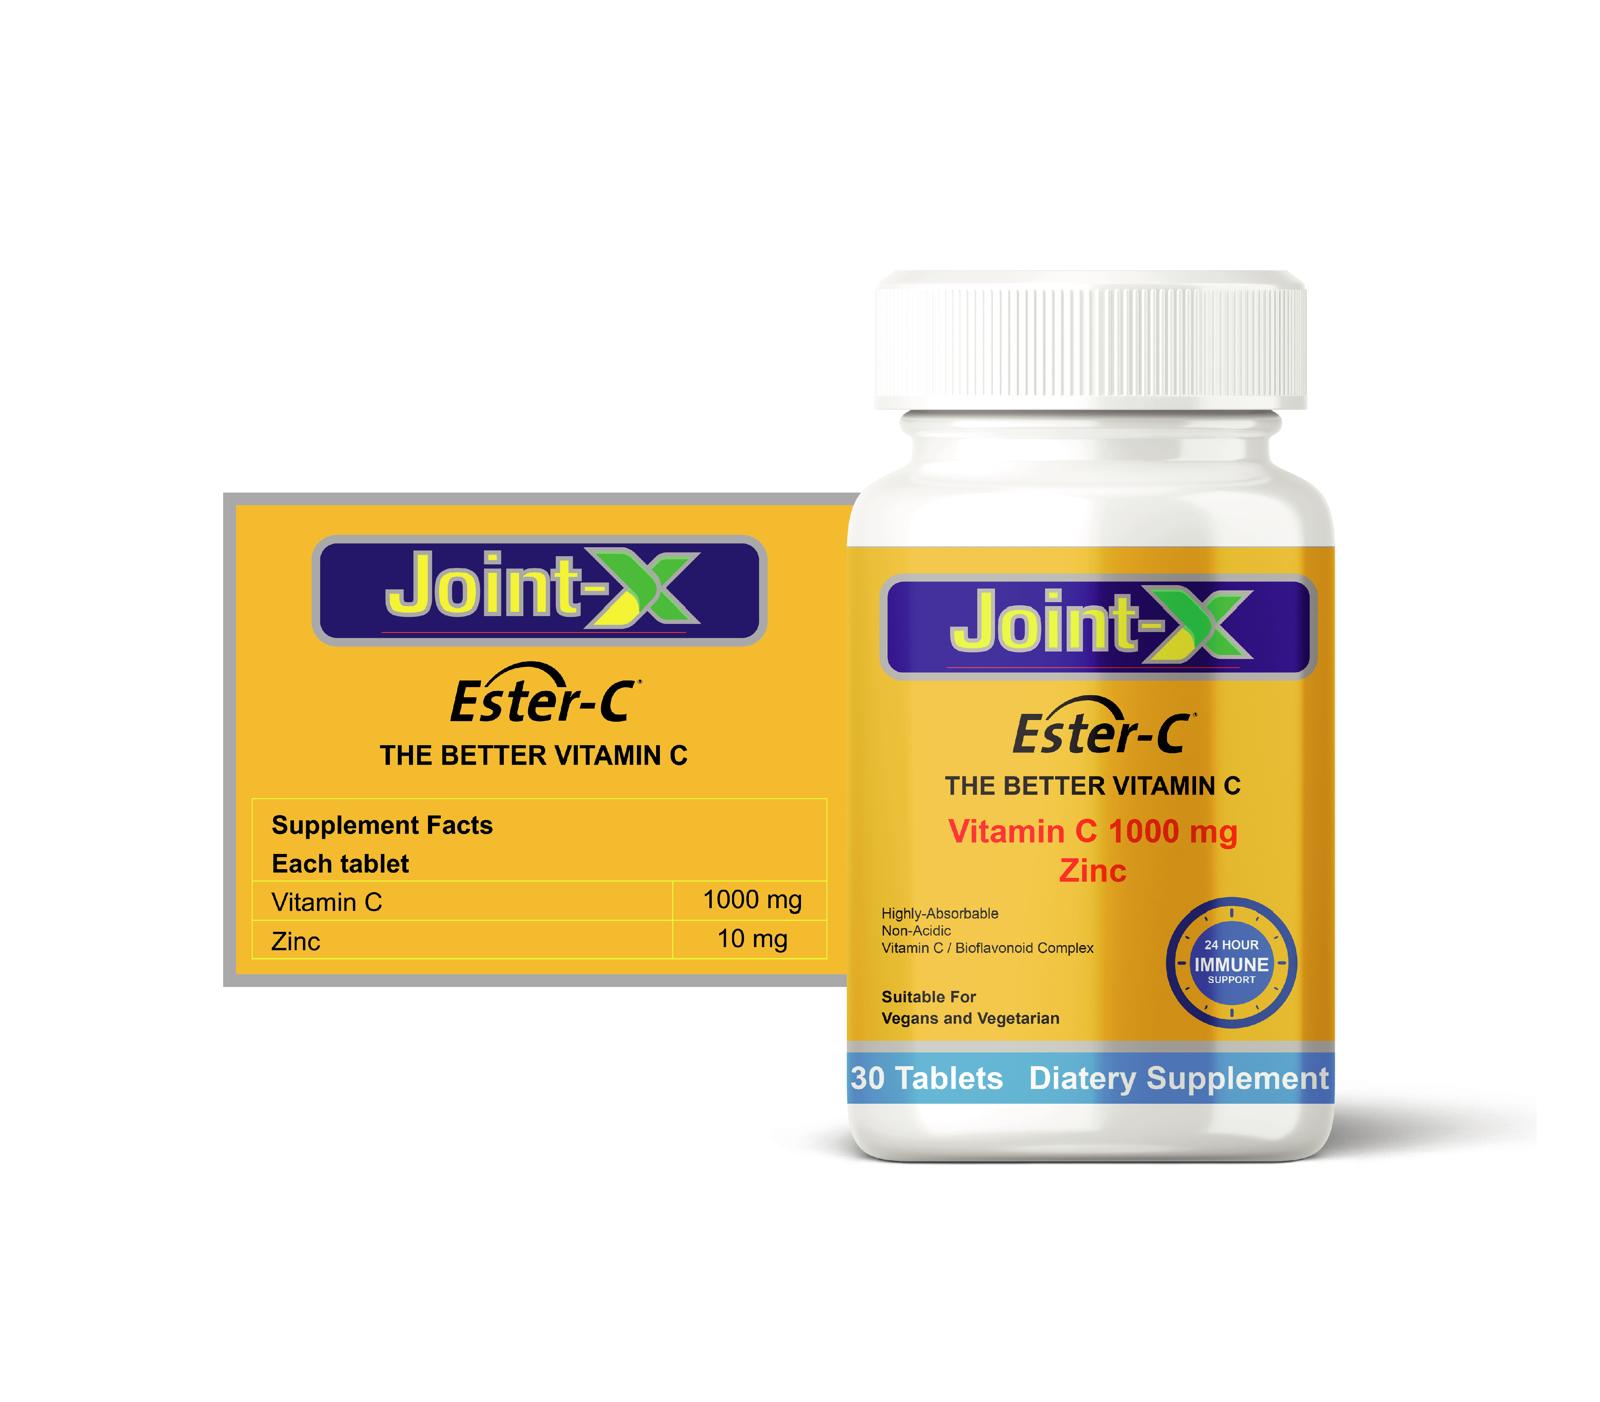 Joint-X
Ester-C®
THE BETTER VITAMIN C
Supplement Facts
Each tablet
Vitamin C 1000 mg
Zinc 10 mg
Joint-X
Ester-C®
THE BETTER VITAMIN C
Vitamin C 1000 mg
Zinc
Highly-Absorbable
Non-Acidic
Vitamin C / Bioflavonoid Complex
24 HOUR
IMMUNE
SUPPORT
Suitable For
Vegans and Vegetarian
30 Tablets Diatery Supplement